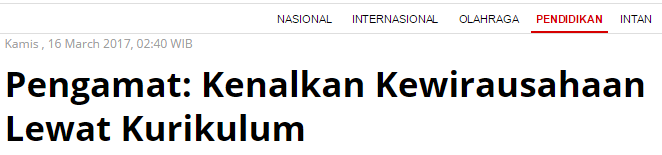 NASIONAL INTERNASIONAL OLAHRAGA PENDIDIKAN INTAN
Kamis , 16 March 2017, 02:40 WIB
Pengamat: Kenalkan Kewirausahaan
Lewat Kurikulum